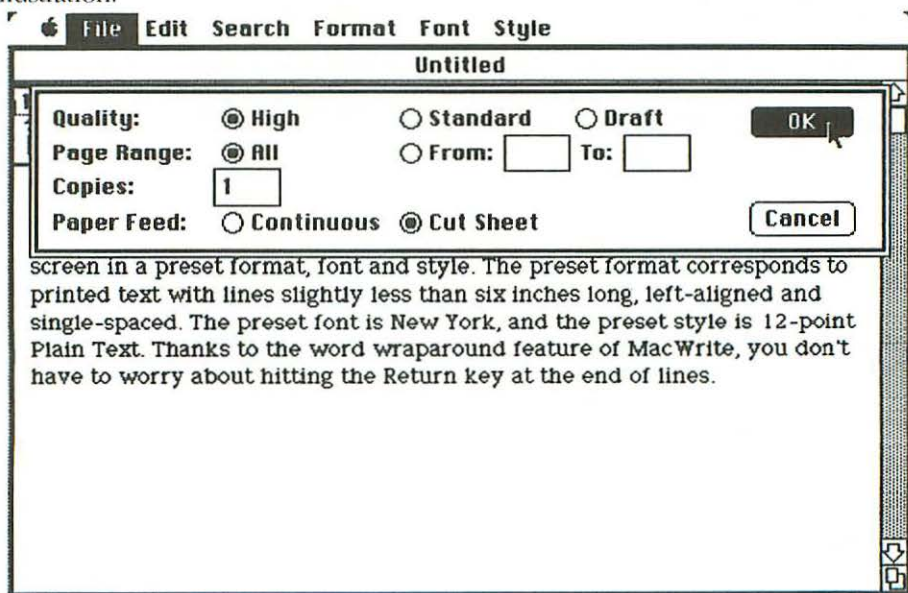 File Edit Search Format Font Style
Untitled
Quality: High Standard Draft OK
Page Range: All From: To:
Copies: 1
Paper Feed: Continuous Cut Sheet Cancel
screen in a preset format, font and style. The preset format corresponds to
printed text with lines slightly less than six inches long, left-aligned and
single-spaced. The preset font is New York, and the preset style is 12-point
Plain Text. Thanks to the word wraparound feature of MacWrite, you don't
have to worry about hitting the Return key at the end of lines.